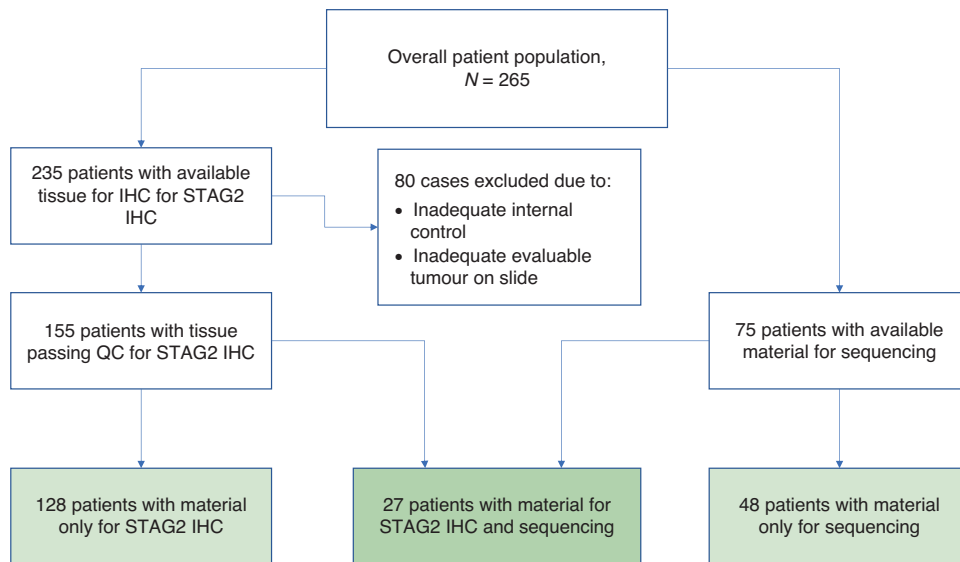 Overall patient population,
N = 265
235 patients with available
tissue for IHC for STAG2
IHC
80 cases excluded due to:
• Inadequate internal
control
• Inadequate evaluable
tumour on slide
155 patients with tissue
passing QC for STAG2 IHC
75 patients with available
material for sequencing
128 patients with material
only for STAG2 IHC
27 patients with material for
STAG2 IHC and sequencing
48 patients with material
only for sequencing